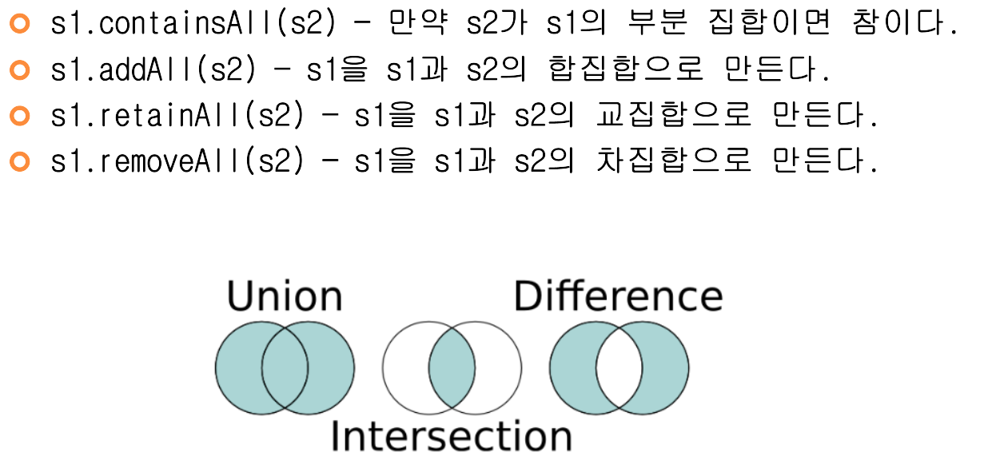 s1.containsAll(s2) – 만약 s2가 s1의 부분 집합이면 참이다.
s1.addAll(s2) – s1을 s1과 s2의 합집합으로 만든다.
s1.retainAll(s2) – s1을 s1과 s2의 교집합으로 만든다.
s1.removeAll(s2) – s1을 s1과 s2의 차집합으로 만든다.
Union
Difference
Intersection